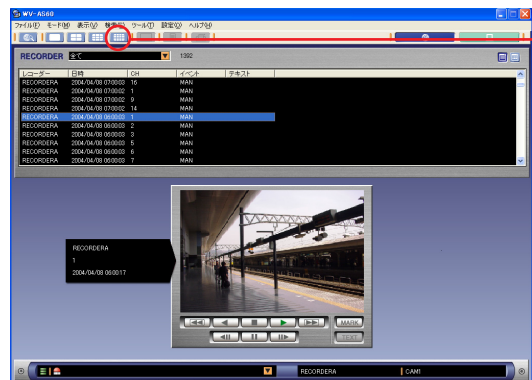 WV-AS60
ファイル(F) モード(M) 表示(V) 検索(S) ツール(T) 設定(O) ヘルプ(H)
RECORDER 全て 1392
レコーダー 日時 CH イベント テキスト
RECORDERA 2004/04/08 07:00:03 16 MAN
RECORDERA 2004/04/08 07:00:02 1 MAN
RECORDERA 2004/04/08 07:00:02 9 MAN
RECORDERA 2004/04/08 07:00:02 14 MAN
RECORDERA 2004/04/08 06:00:03 1 MAN
RECORDERA 2004/04/08 06:00:03 2 MAN
RECORDERA 2004/04/08 06:00:03 3 MAN
RECORDERA 2004/04/08 06:00:03 5 MAN
RECORDERA 2004/04/08 06:00:03 6 MAN
RECORDERA 2004/04/08 06:00:03 7 MAN
RECORDERA
1
2004/04/08 06:00:17
MARK
TEXT
RECORDERA CAM1